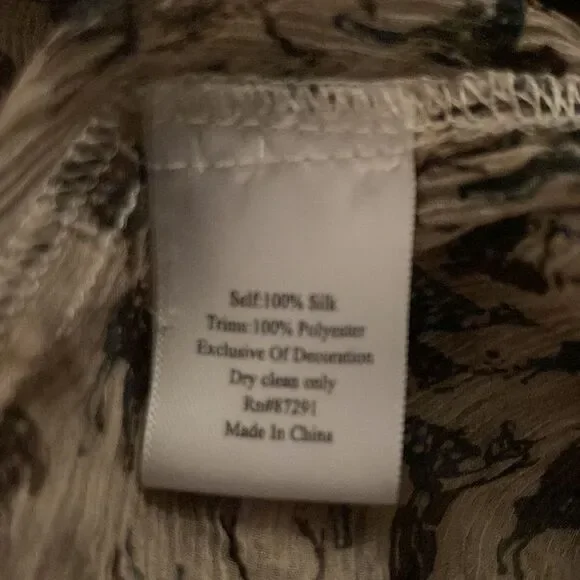 Self:100% Silk
Trim:100% Polyester
Exclusive Of Decoration
Dry clean only
Rn#87291
Made In China